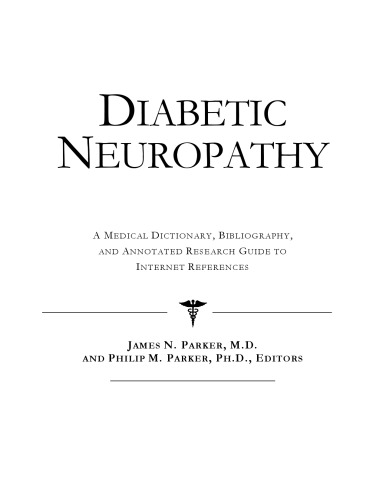 DIABETIC
NEUROPATHY
A MEDICAL DICTIONARY, BIBLIOGRAPHY,
AND ANNOTATED RESEARCH GUIDE TO
INTERNET REFERENCES
JAMES N. PARKER, M.D.
AND PHILIP M. PARKER, PH.D., EDITORS